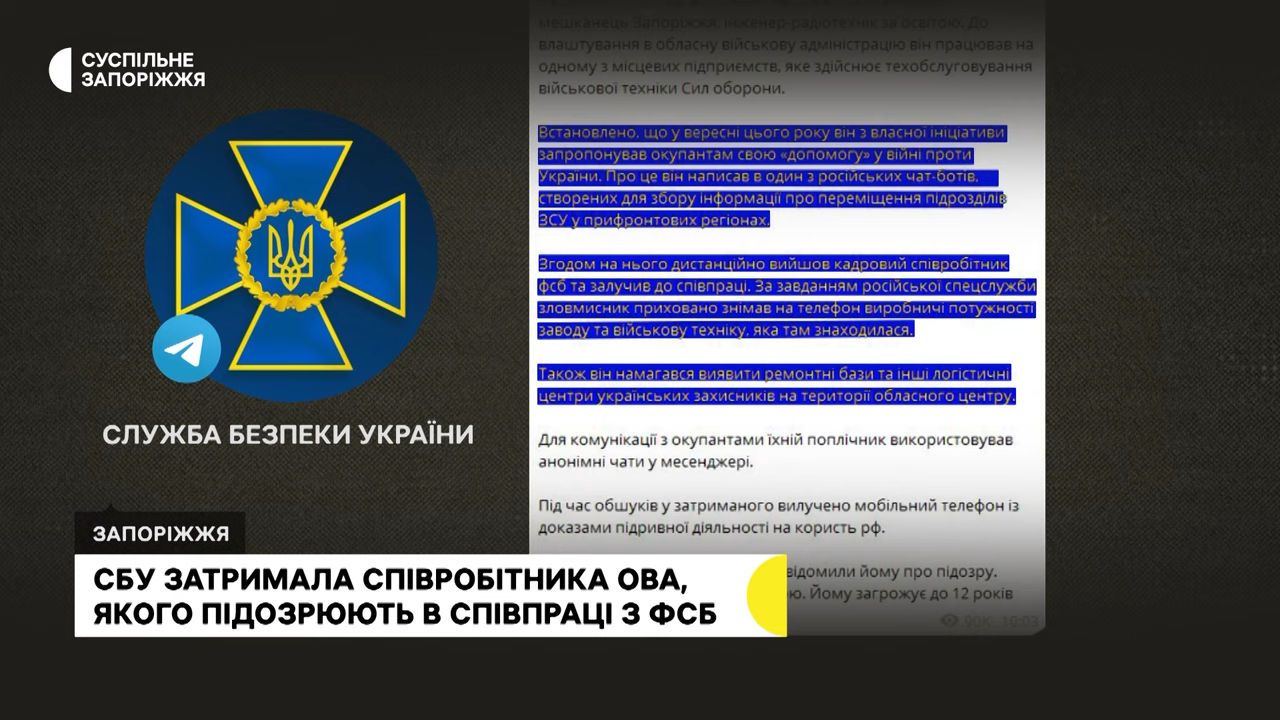 СУСПІЛЬНЕ
ЗАПОРІЖЖЯ
СЛУЖБА БЕЗПЕКИ УКРАЇНИ
мешканець Запоріжжя, інженер-радіотехнік за освітою. До
влаштування в обласну військову адміністрацію він працював на
одному з місцевих підприємств, яке здійснює техобслуговування
військової техніки Сил оборони.
Встановлено, що у вересні цього року він з власної ініціативи
запропонував окупантам свою «допомогу» у війні проти
України. Про це він написав в один з російських чат-ботів,
створених для збору інформації про переміщення підрозділів
ЗСУ у прифронтових регіонах.
Згодом на нього дистанційно вийшов кадровий співробітник
фсб та залучив до співпраці. За завданням російської спецслужби
зловмисник приховано знімав на телефон виробничі потужності
заводу та військову техніку, яка там знаходилася.
Також він намагався виявити ремонтні бази та інші логістичні
центри українських захисників на території обласного центру.
Для комунікації з окупантами їхній поплічник використовував
анонімні чати у месенджері.
Під час обшуків у затриманого вилучено мобільний телефон із
доказами підривної діяльності на користь рф.
відомили йому про підозру.
ю. Йому загрожує до 12 років
90K 10:03
ЗАПОРІЖЖЯ
СБУ ЗАТРИМАЛА СПІВРОБІТНИКА ОВА,
ЯКОГО ПІДОЗРЮЮТЬ В СПІВПРАЦІ З ФСБ